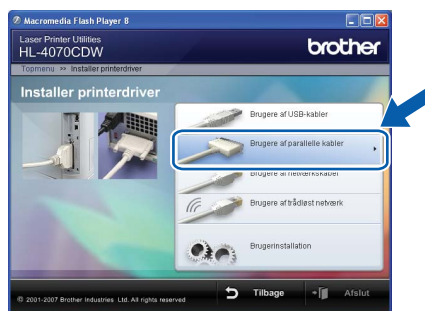 Macromedia Flash Player 8
Laser Printer Utilities
HL-4070CDW
brother
Topmenu >> Installer printerdriver
Installer printerdriver
Brugere af USB-kabler
Brugere af parallelle kabler
Brugere af netværkskabel
Brugere af trådløst netværk
Brugerinstallation
© 2001-2007 Brother Industries Ltd. All rights reserved
Tilbage
Afslut